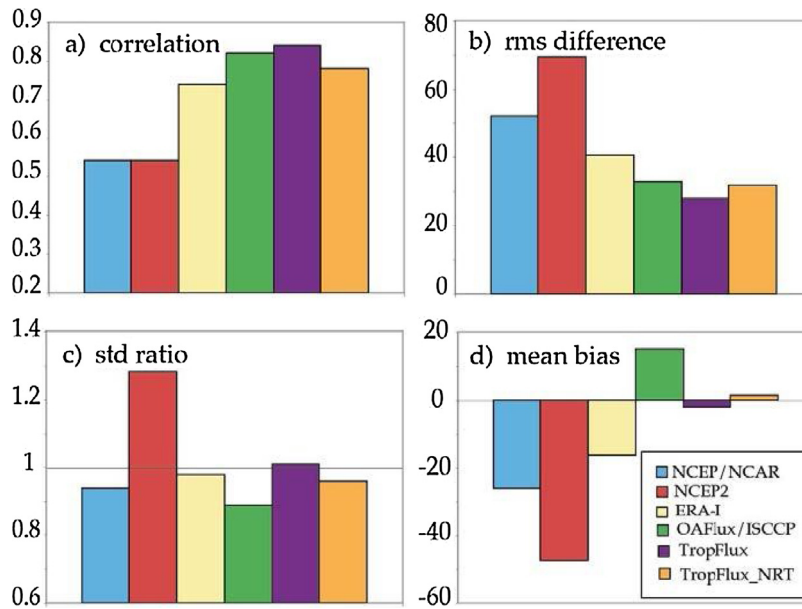 a) correlation
0.9
0.8
0.7
0.6
0.5
0.4
0.3
0.2
b) rms difference
80
60
40
20
0
c) std ratio
1.4
1.2
1
0.8
0.6
d) mean bias
20
0
-20
-40
-60
NCEP/NCAR
NCEP2
ERA-I
OAFlux/ISCCP
TropFlux
TropFlux_NRT